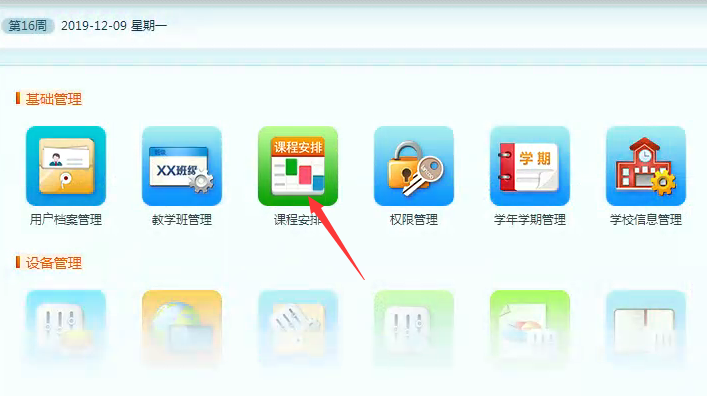 第16周 2019-12-09 星期一
基础管理
XX班级
课程安排
学期
用户档案管理 教学班管理 课程安排 权限管理 学年学期管理 学校信息管理
设备管理